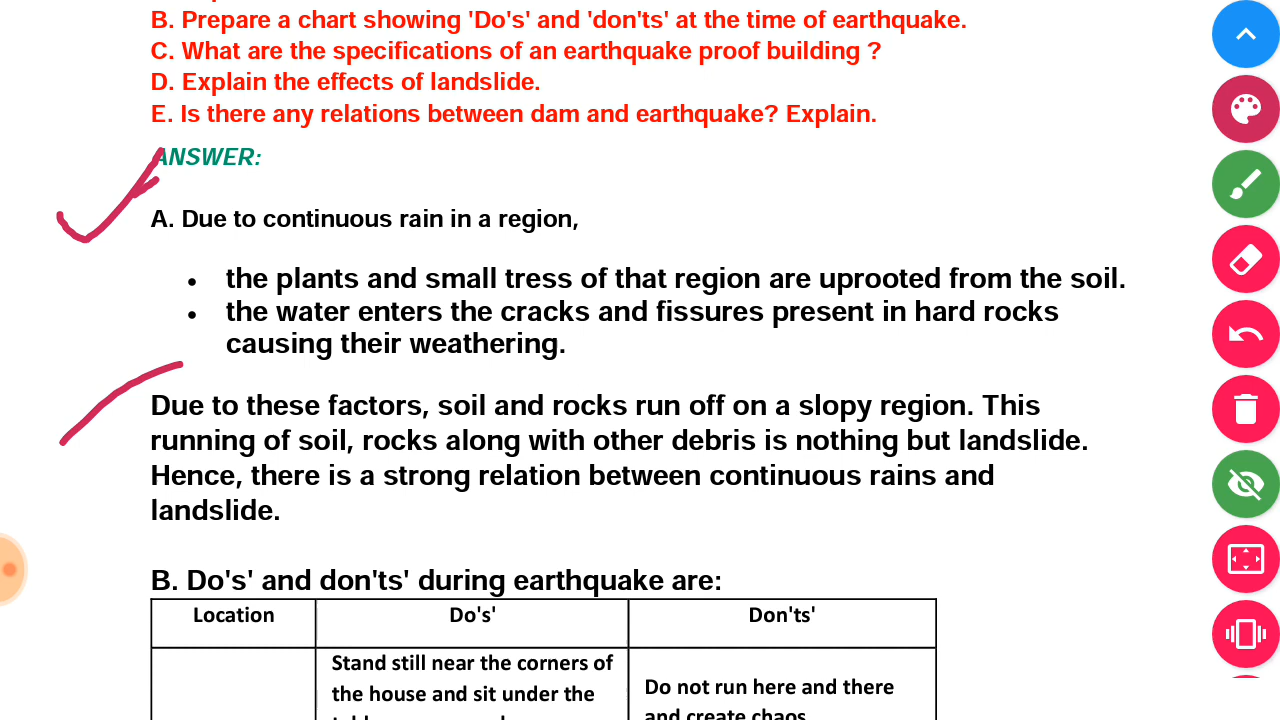 B. Prepare a chart showing 'Do's' and 'don'ts' at the time of earthquake.
C. What are the specifications of an earthquake proof building ?
D. Explain the effects of landslide.
E. Is there any relations between dam and earthquake? Explain.
ANSWER:
A. Due to continuous rain in a region,
• the plants and small tress of that region are uprooted from the soil.
• the water enters the cracks and fissures present in hard rocks
causing their weathering.
Due to these factors, soil and rocks run off on a slopy region. This
running of soil, rocks along with other debris is nothing but landslide.
Hence, there is a strong relation between continuous rains and
landslide.
B. Do's' and don'ts' during earthquake are:
Location Do's' Don'ts'
Stand still near the corners of
the house and sit under the
Do not run here and there
and create chaos